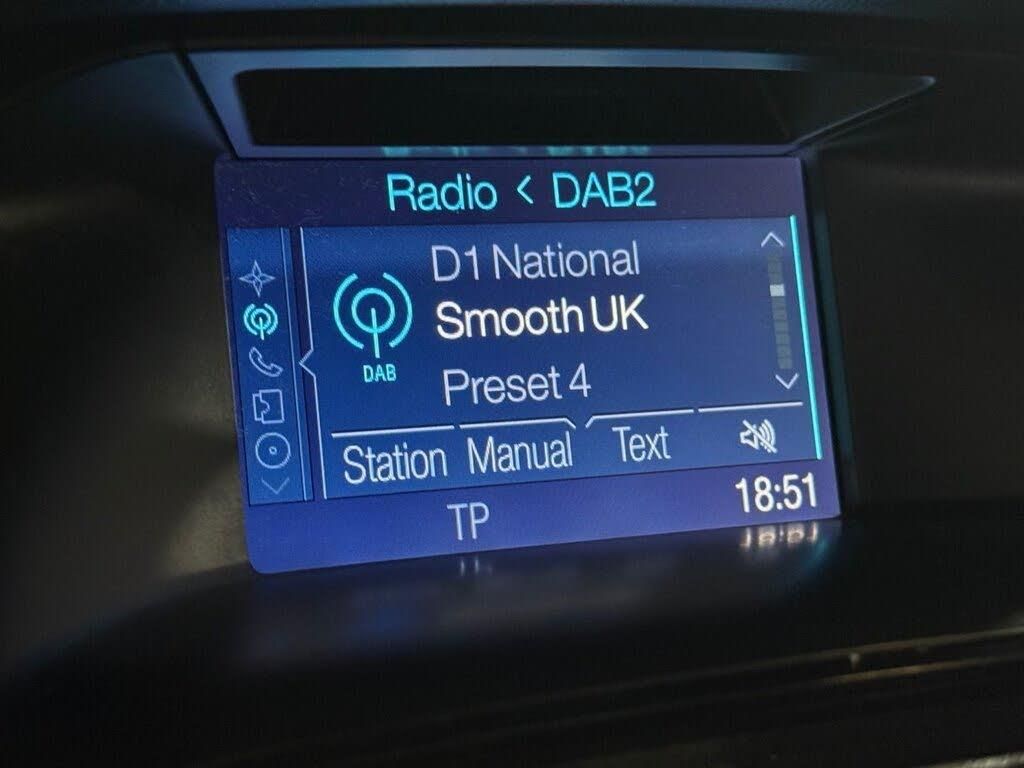 Radio < DAB2
D1 National
Smooth UK
DAB
Preset 4
Station Manual Text
TP 18:51